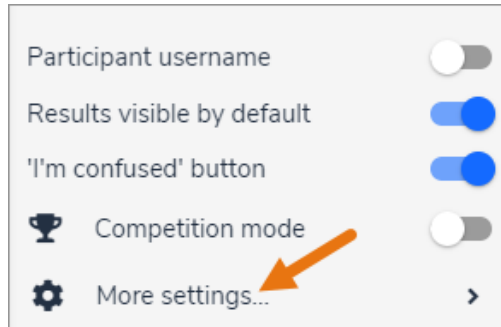 Participant username
Results visible by default
'I'm confused' button
Competition mode
More settings...